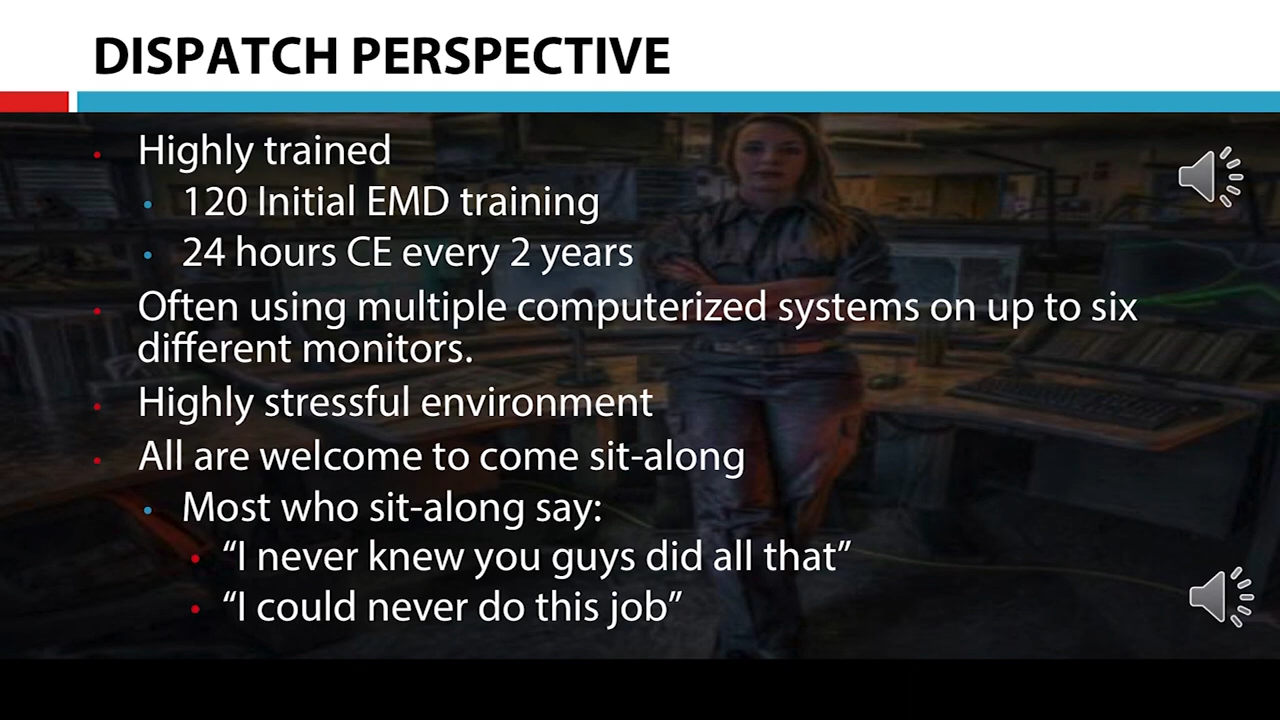 DISPATCH PERSPECTIVE
Highly trained
120 Initial EMD training
24 hours CE every 2 years
Often using multiple computerized systems on up to six
different monitors.
Highly stressful environment
All are welcome to come sit-along
Most who sit-along say:
“I never knew you guys did all that”
“I could never do this job”